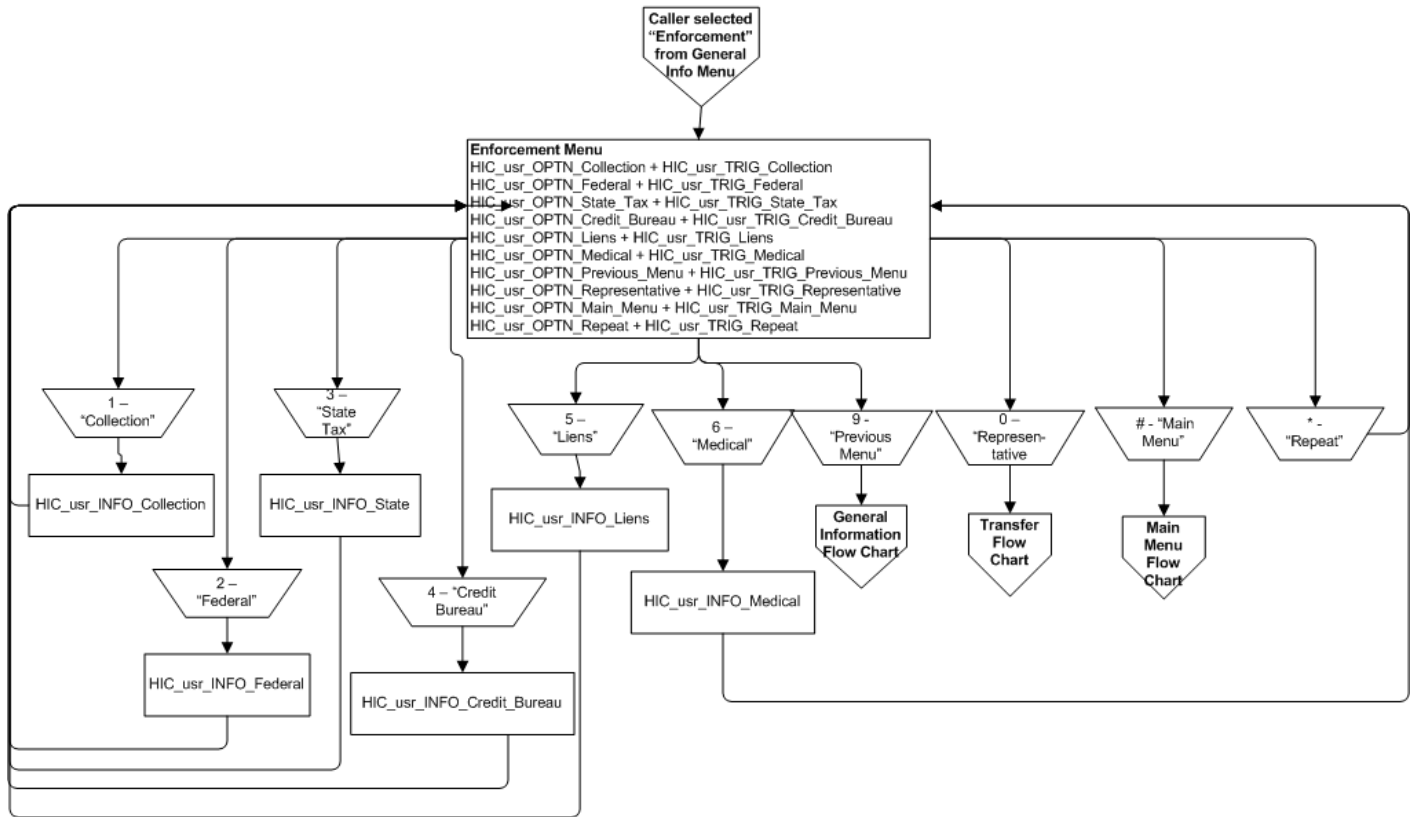 Caller selected
“Enforcement”
from General
Info Menu
Enforcement Menu
HIC_usr_OPTN_Collection + HIC_usr_TRIG_Collection
HIC_usr_OPTN_Federal + HIC_usr_TRIG_Federal
HIC_usr_OPTN_State_Tax + HIC_usr_TRIG_State_Tax
HIC_usr_OPTN_Credit_Bureau + HIC_usr_TRIG_Credit_Bureau
HIC_usr_OPTN_Liens + HIC_usr_TRIG_Liens
HIC_usr_OPTN_Medical + HIC_usr_TRIG_Medical
HIC_usr_OPTN_Previous_Menu + HIC_usr_TRIG_Previous_Menu
HIC_usr_OPTN_Representative + HIC_usr_TRIG_Representative
HIC_usr_OPTN_Main_Menu + HIC_usr_TRIG_Main_Menu
HIC_usr_OPTN_Repeat + HIC_usr_TRIG_Repeat
1 –
“Collection”
3 –
“State
Tax”
5 –
“Liens”
6 –
“Medical”
9 -
“Previous
Menu”
0 –
“Represen-
tative
# - “Main
Menu”
* -
“Repeat”
HIC_usr_INFO_Collection
HIC_usr_INFO_State
HIC_usr_INFO_Liens
General
Information
Flow Chart
Transfer
Flow
Chart
Main
Menu
Flow
Chart
2 –
“Federal”
4 – “Credit
Bureau”
HIC_usr_INFO_Medical
HIC_usr_INFO_Federal
HIC_usr_INFO_Credit_Bureau